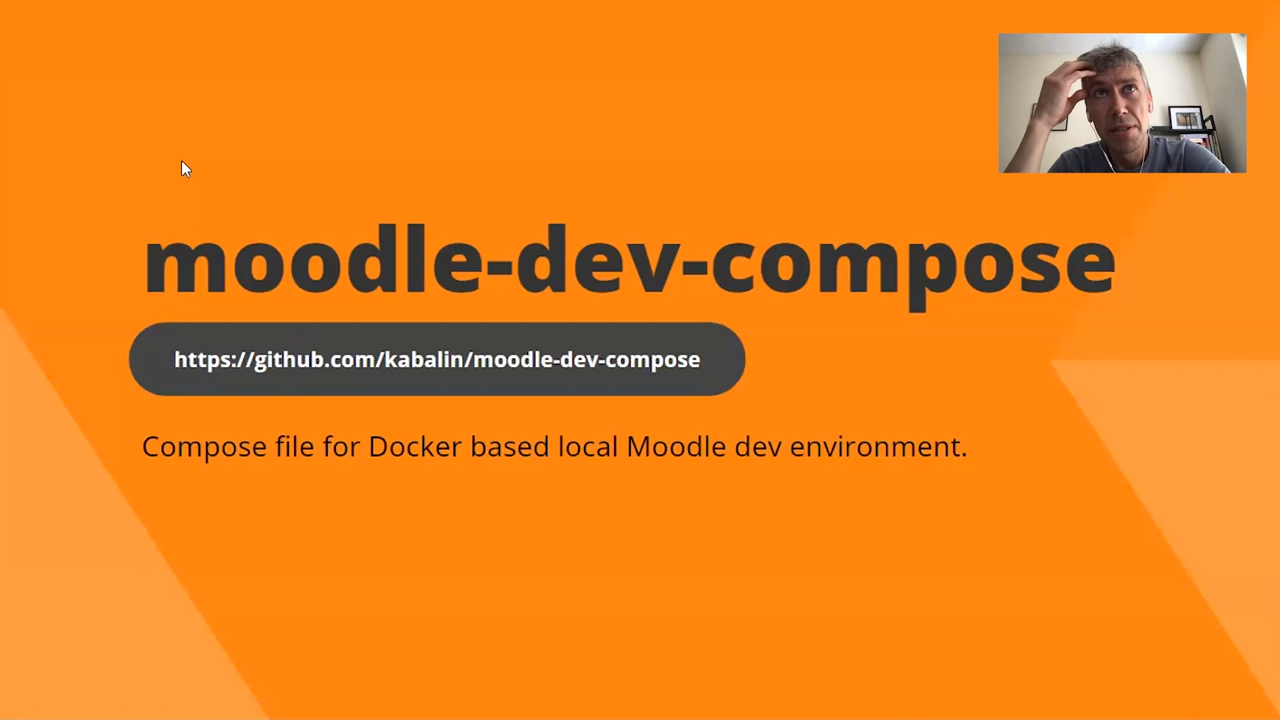 moodle-dev-compose
https://github.com/kabalin/moodle-dev-compose
Compose file for Docker based local Moodle dev environment.